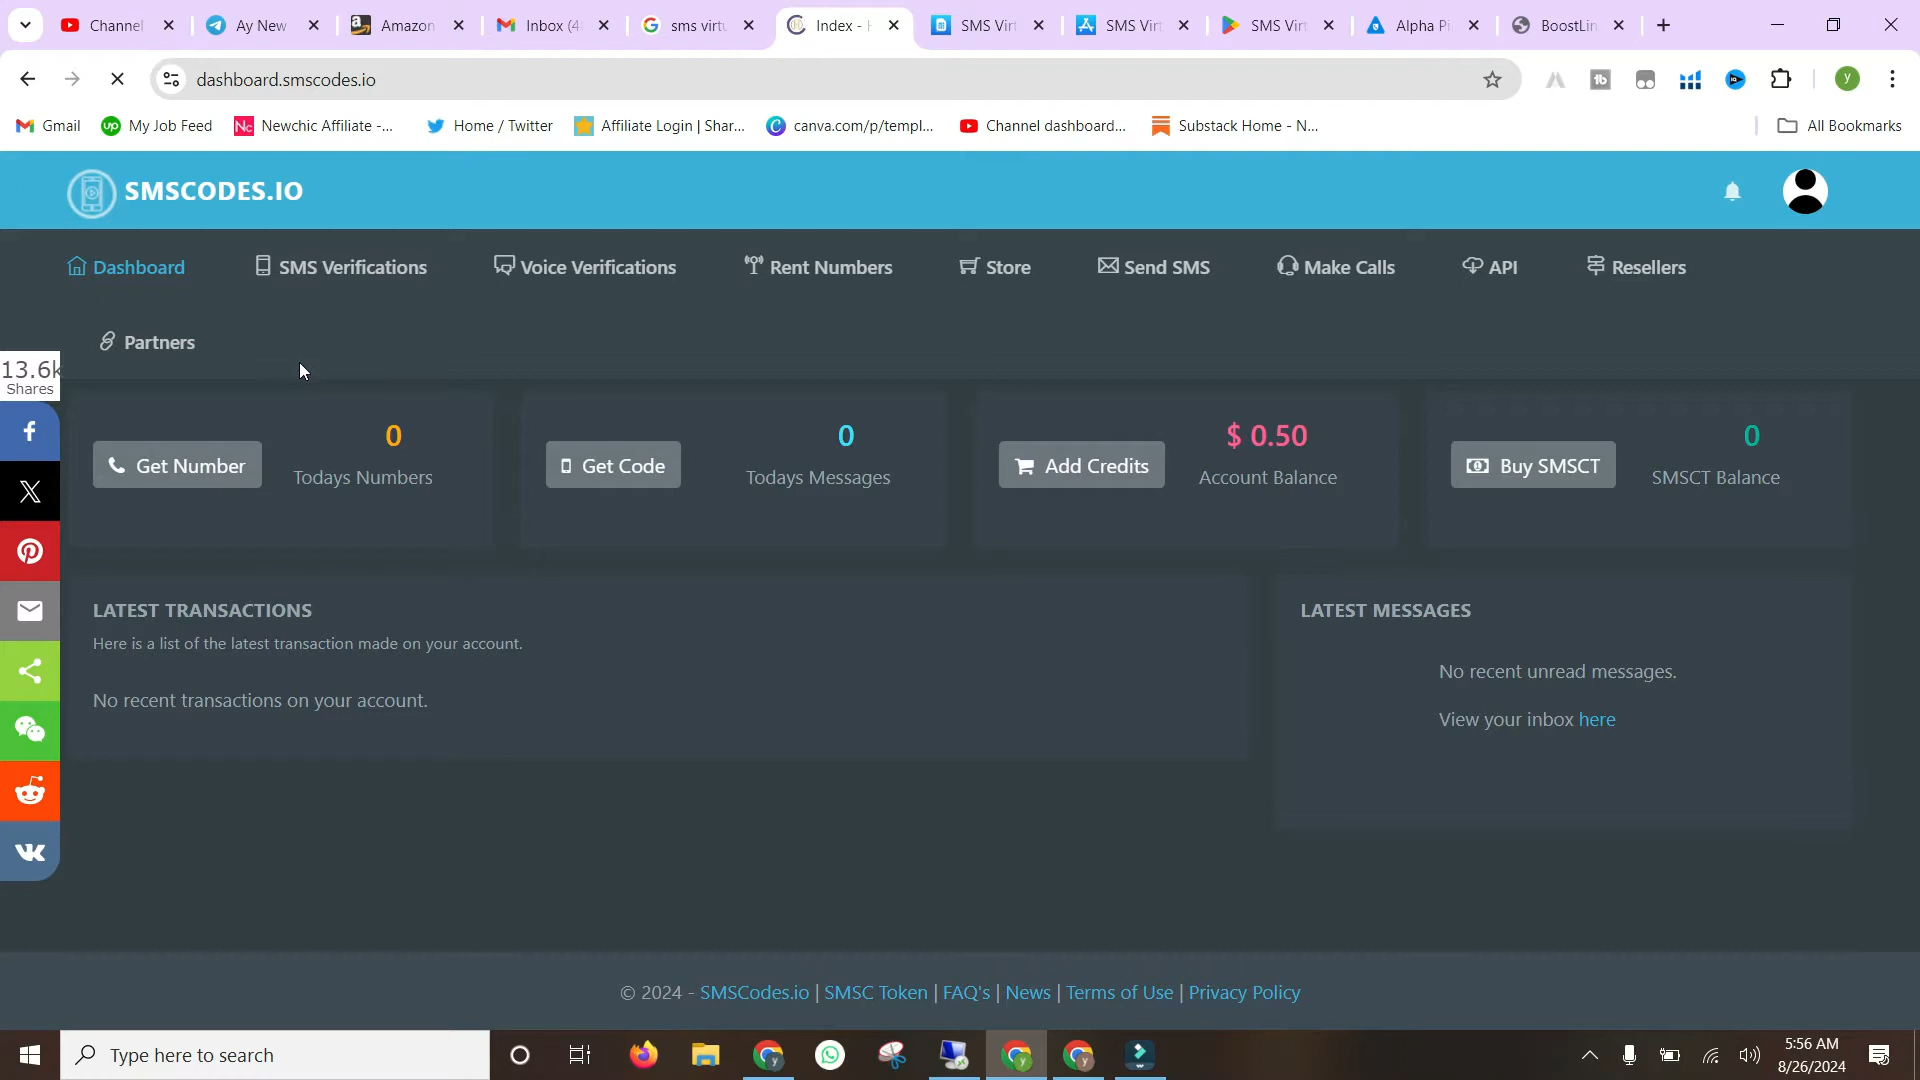 Channel
Ay New
Amazon
Inbox (4
sms virtu
Index - H
SMS Virt
SMS Virt
SMS Virt
Alpha Pi
BoostLin
dashboard.smscodes.io
y
Gmail
My Job Feed
Newchic Affiliate -...
Home / Twitter
Affiliate Login | Shar...
canva.com/p/templ...
Channel dashboard...
Substack Home - N...
All Bookmarks
SMSCODES.IO
Dashboard
SMS Verifications
Voice Verifications
Rent Numbers
Store
Send SMS
Make Calls
API
Resellers
Partners
13.6k
Shares
Get Number
0
Todays Numbers
Get Code
0
Todays Messages
Add Credits
$ 0.50
Account Balance
Buy SMSCT
0
SMSCT Balance
LATEST TRANSACTIONS
Here is a list of the latest transaction made on your account.
No recent transactions on your account.
LATEST MESSAGES
No recent unread messages.
View your inbox here
© 2024 - SMSCodes.io | SMSC Token | FAQ's | News | Terms of Use | Privacy Policy
Type here to search
5:56 AM
8/26/2024